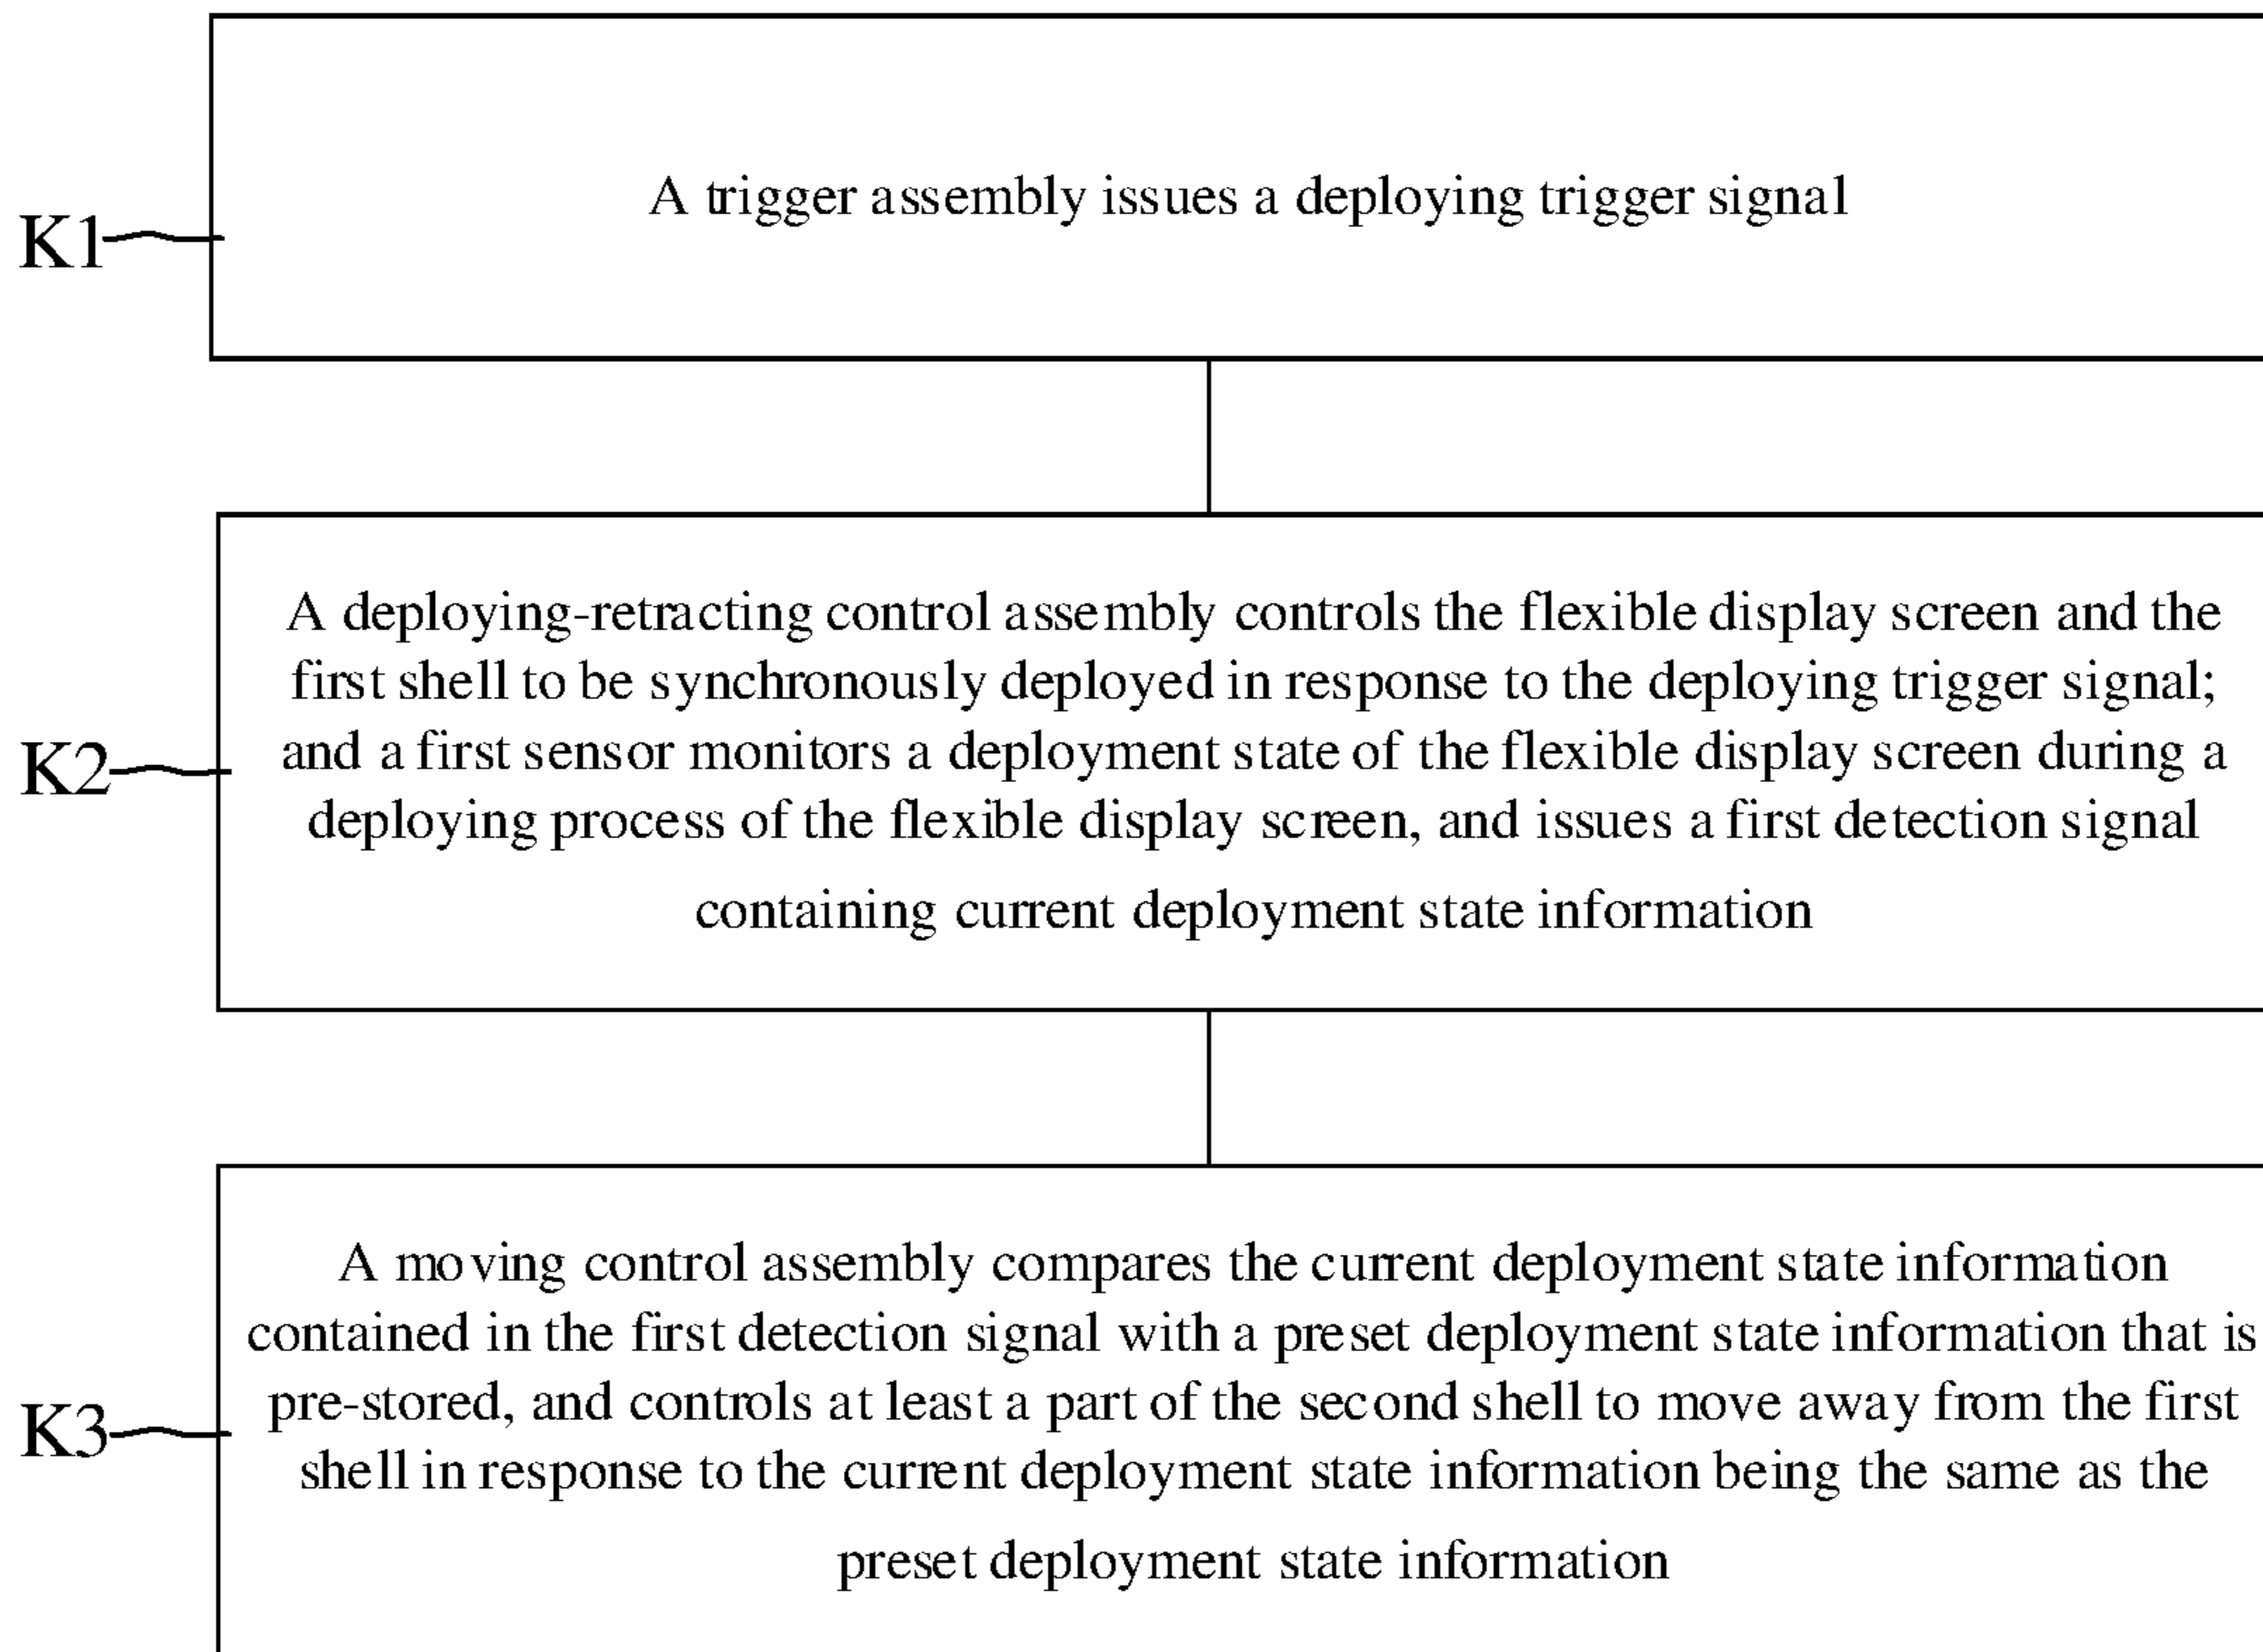 A trigger assembly issues a deploying trigger signal
K1
A deploying-retracting control assembly controls the flexible display screen and the
first shell to be synchronously deployed in response to the deploying trigger signal;
and a first sensor monitors a deployment state of the flexible display screen during a
deploying process of the flexible display screen, and issues a first detection signal
containing current deployment state information
K2
A moving control assembly compares the current deployment state information
contained in the first detection signal with a preset deployment state information that is
pre-stored, and controls at least a part of the second shell to move away from the first
shell in response to the current deployment state information being the same as the
preset deployment state information
K3